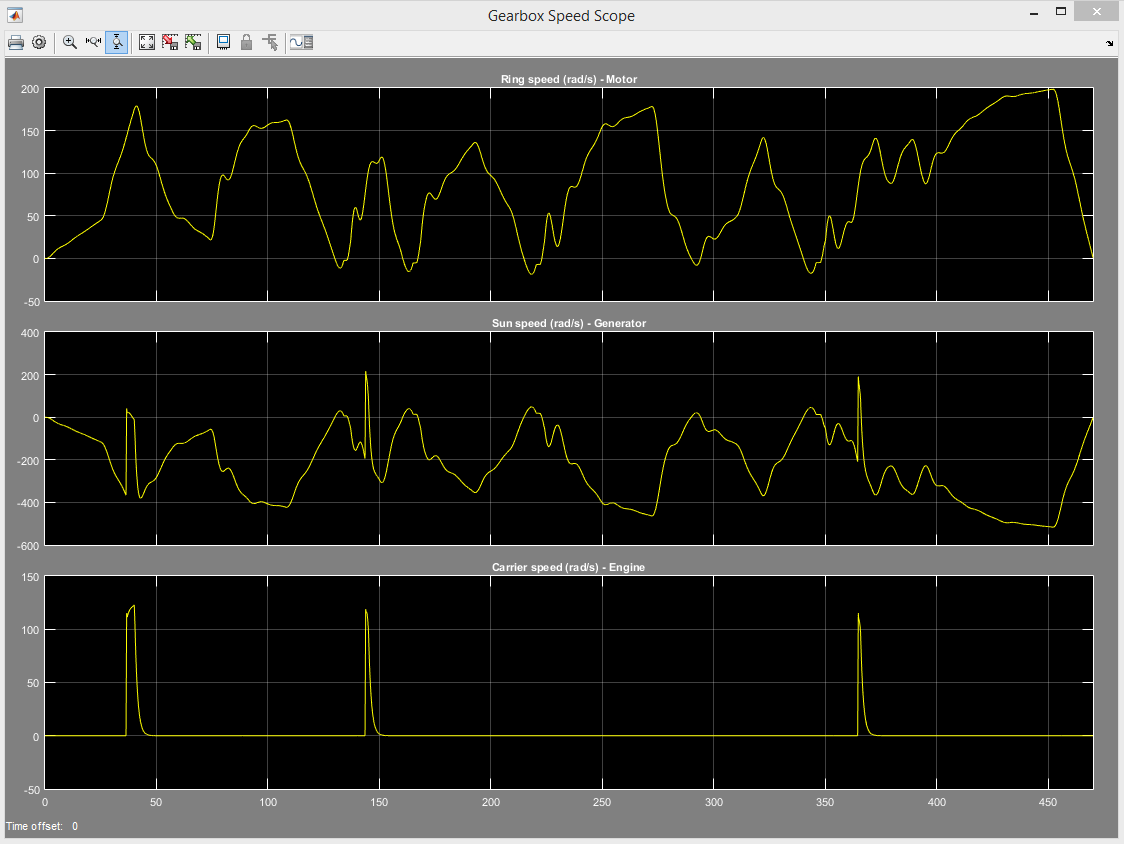 Gearbox Speed Scope
Ring speed (rad/s) - Motor
200
150
100
50
0
-50
Sun speed (rad/s) - Generator
400
200
0
-200
-400
-600
Carrier speed (rad/s) - Engine
150
100
50
0
-50
0 50 100 150 200 250 300 350 400 450
Time offset: 0